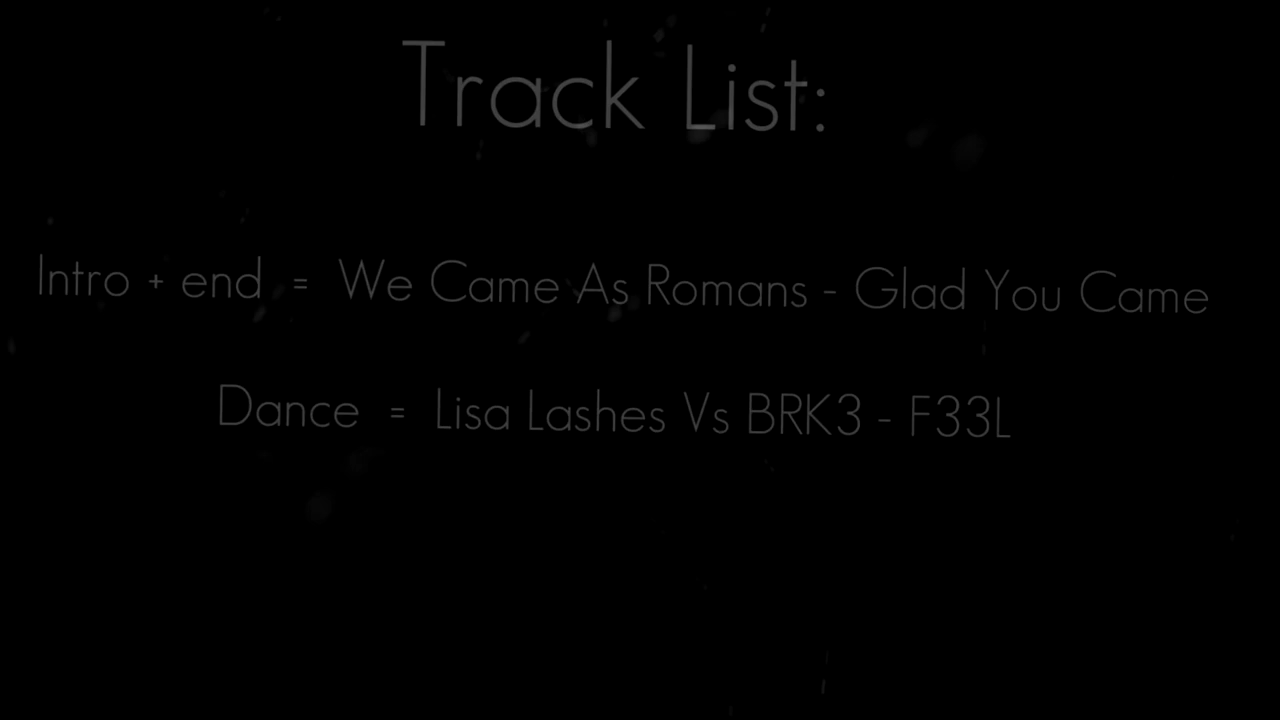 Track List:
Intro + end = We Came As Romans - Glad You Came
Dance = Lisa Lashes Vs BRK3 - F33L